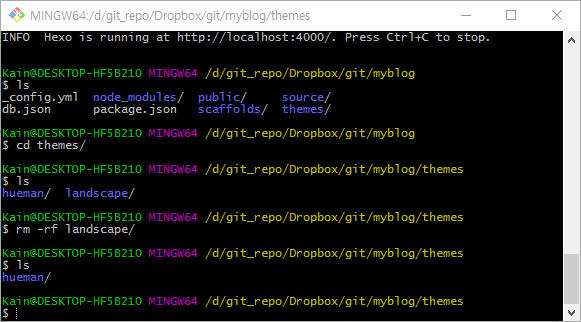 MINGW64:/d/git_repo/Dropbox/git/myblog/themes
INFO  Hexo is running at http://localhost:4000/. Press Ctrl+C to stop.
Kain@DESKTOP-HF5B210 MINGW64 /d/git_repo/Dropbox/git/myblog
$ ls
_config.yml  node_modules/  public/     source/
db.json      package.json   scaffolds/  themes/
Kain@DESKTOP-HF5B210 MINGW64 /d/git_repo/Dropbox/git/myblog
$ cd themes/
Kain@DESKTOP-HF5B210 MINGW64 /d/git_repo/Dropbox/git/myblog/themes
$ ls
hueman/  landscape/
Kain@DESKTOP-HF5B210 MINGW64 /d/git_repo/Dropbox/git/myblog/themes
$ rm -rf landscape/
Kain@DESKTOP-HF5B210 MINGW64 /d/git_repo/Dropbox/git/myblog/themes
$ ls
hueman/
Kain@DESKTOP-HF5B210 MINGW64 /d/git_repo/Dropbox/git/myblog/themes
$